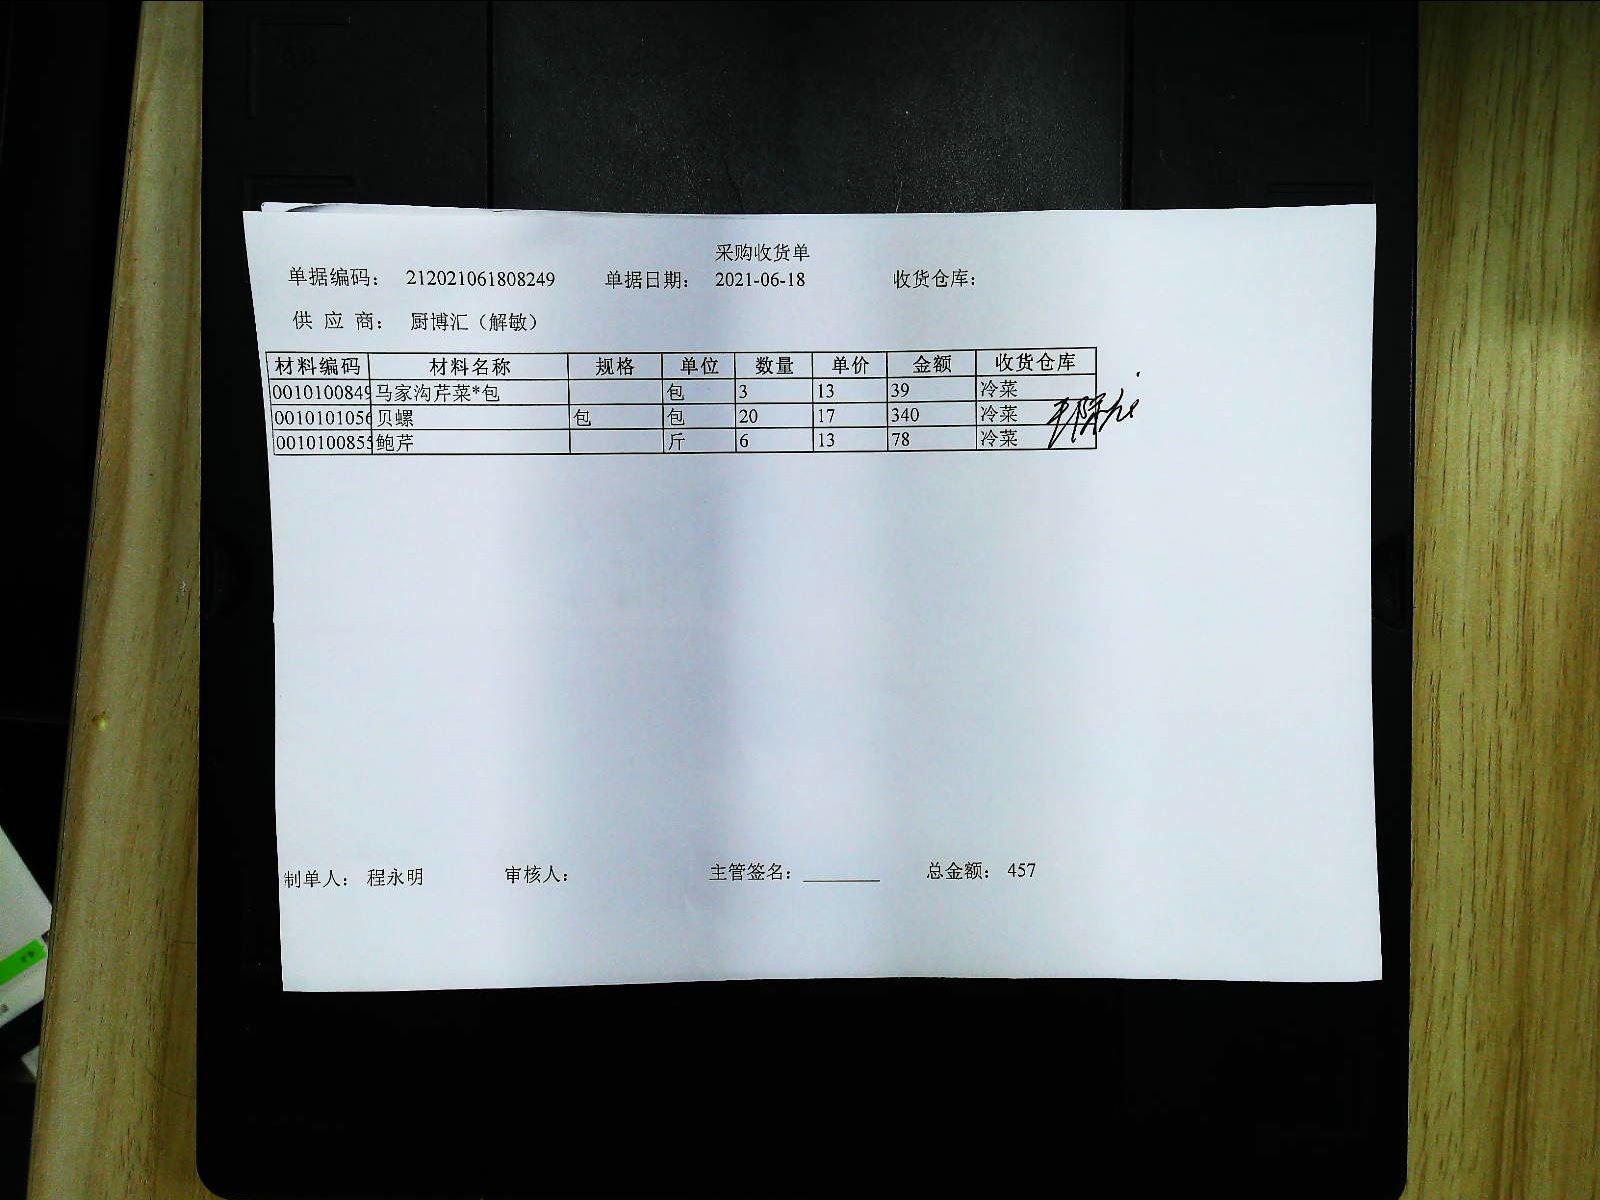 采购收货单
单据编码： 212021061808249 单据日期： 2021-06-18 收货仓库：
供 应 商： 厨博汇（解敏）
材料编码 材料名称 规格 单位 数量 单价 金额 收货仓库
0010100849 马家沟芹菜*包 包 3 13 39 冷菜
0010101056 贝螺 包 包 20 17 340 冷菜
0010100855 鲍芹 斤 6 13 78 冷菜
制单人： 程永明 审核人： 主管签名： ________ 总金额： 457